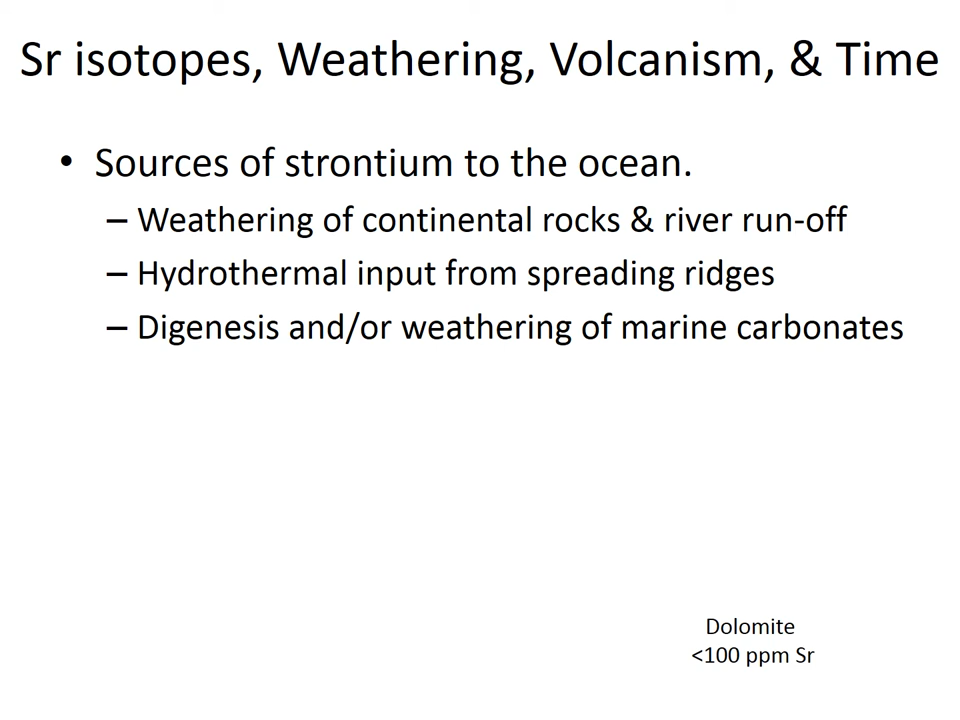 Sr isotopes, Weathering, Volcanism, & Time
• Sources of strontium to the ocean.
– Weathering of continental rocks & river run-off
– Hydrothermal input from spreading ridges
– Digenesis and/or weathering of marine carbonates
Dolomite
<100 ppm Sr